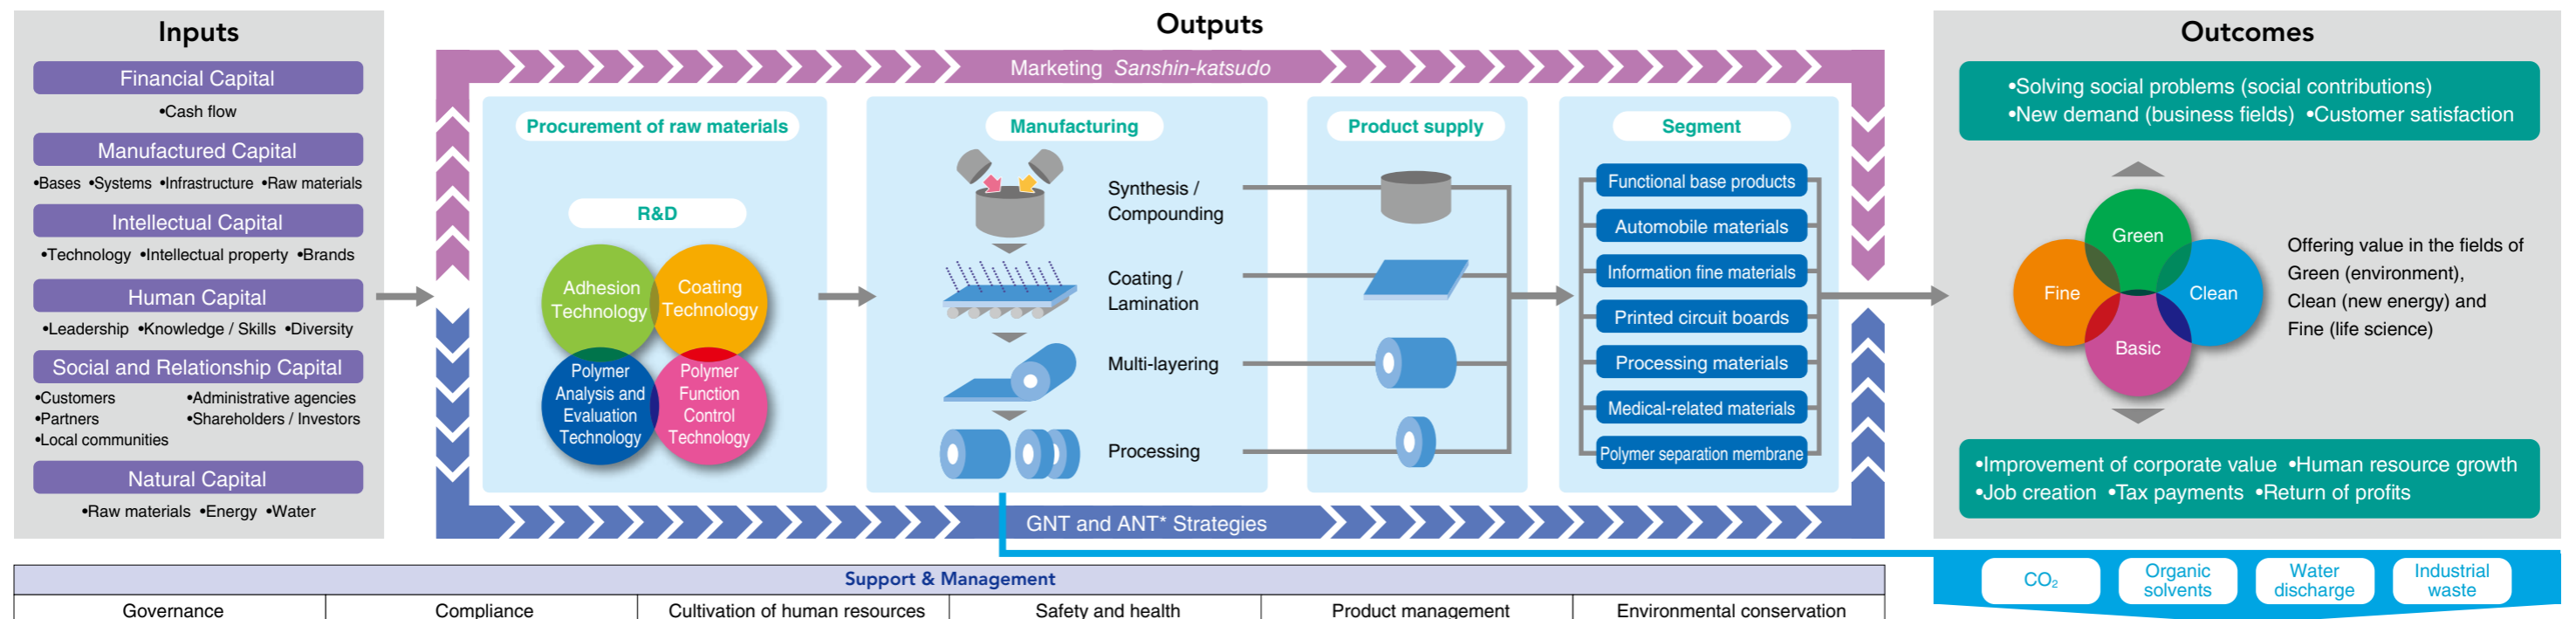 Inputs
Financial Capital
•Cash flow
Manufactured Capital
•Bases •Systems •Infrastructure •Raw materials
Intellectual Capital
•Technology •Intellectual property •Brands
Human Capital
•Leadership •Knowledge / Skills •Diversity
Social and Relationship Capital
•Customers
•Partners
•Local communities
•Administrative agencies
•Shareholders / Investors
Natural Capital
•Raw materials •Energy •Water
Outputs
Marketing Sanshin-katsudo
Procurement of raw materials
R&D
Adhesion
Technology
Coating
Technology
Polymer
Analysis and
Evaluation
Technology
Polymer
Function
Control
Technology
Manufacturing
Synthesis /
Compounding
Coating /
Lamination
Multi-layering
Processing
Product supply
Segment
Functional base products
Automobile materials
Information fine materials
Printed circuit boards
Processing materials
Medical-related materials
Polymer separation membrane
GNT and ANT* Strategies
Outcomes
•Solving social problems (social contributions)
•New demand (business fields) •Customer satisfaction
Green
Fine
Clean
Basic
Offering value in the fields of
Green (environment),
Clean (new energy) and
Fine (life science)
•Improvement of corporate value •Human resource growth
•Job creation •Tax payments •Return of profits
CO₂
Organic
solvents
Water
discharge
Industrial
waste
Support & Management
Governance
Compliance
Cultivation of human resources
Safety and health
Product management
Environmental conservation